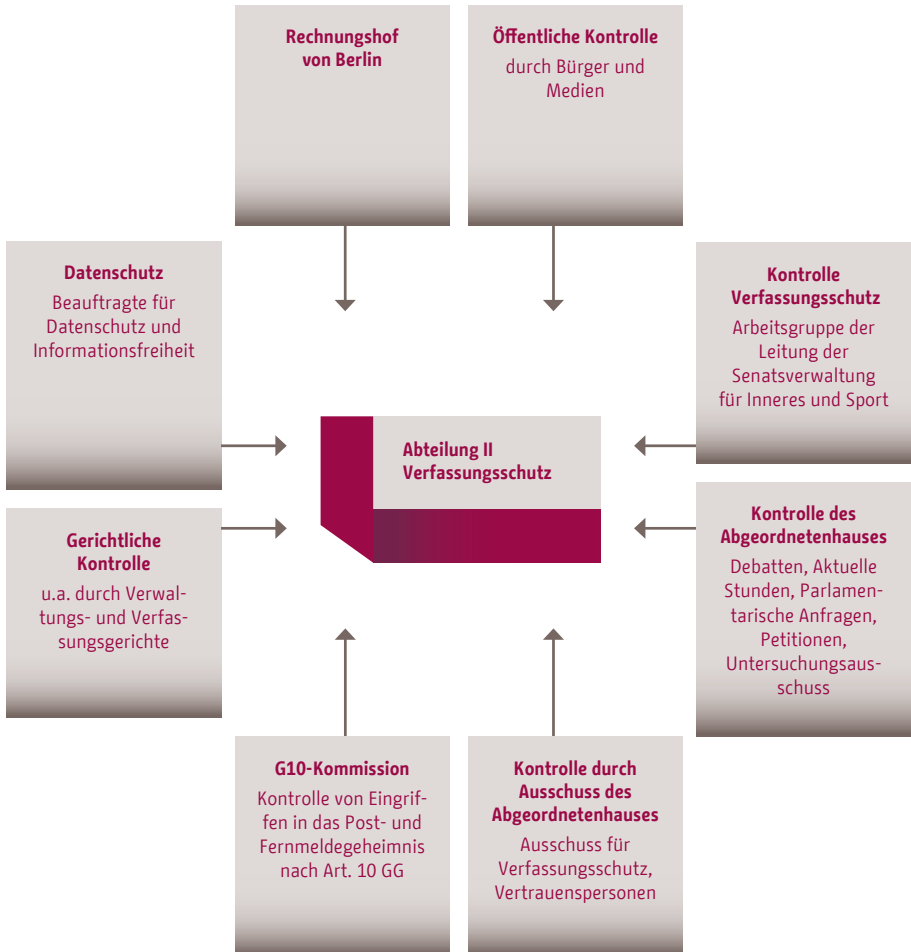 Rechnungshof
von Berlin
Öffentliche Kontrolle
durch Bürger und
Medien
Datenschutz
Beauftragte für
Datenschutz und
Informationsfreiheit
Kontrolle
Verfassungsschutz
Arbeitsgruppe der
Leitung der
Senatsverwaltung
für Inneres und Sport
Abteilung II
Verfassungsschutz
Gerichtliche
Kontrolle
u.a. durch Verwal-
tungs- und Verfas-
sungsgerichte
Kontrolle des
Abgeordnetenhauses
Debatten, Aktuelle
Stunden, Parlamen-
tarische Anfragen,
Petitionen,
Untersuchungsaus-
schuss
G10-Kommission
Kontrolle von Eingrif-
fen in das Post- und
Fernmeldegeheimnis
nach Art. 10 GG
Kontrolle durch
Ausschuss des
Abgeordnetenhauses
Ausschuss für
Verfassungsschutz,
Vertrauenspersonen